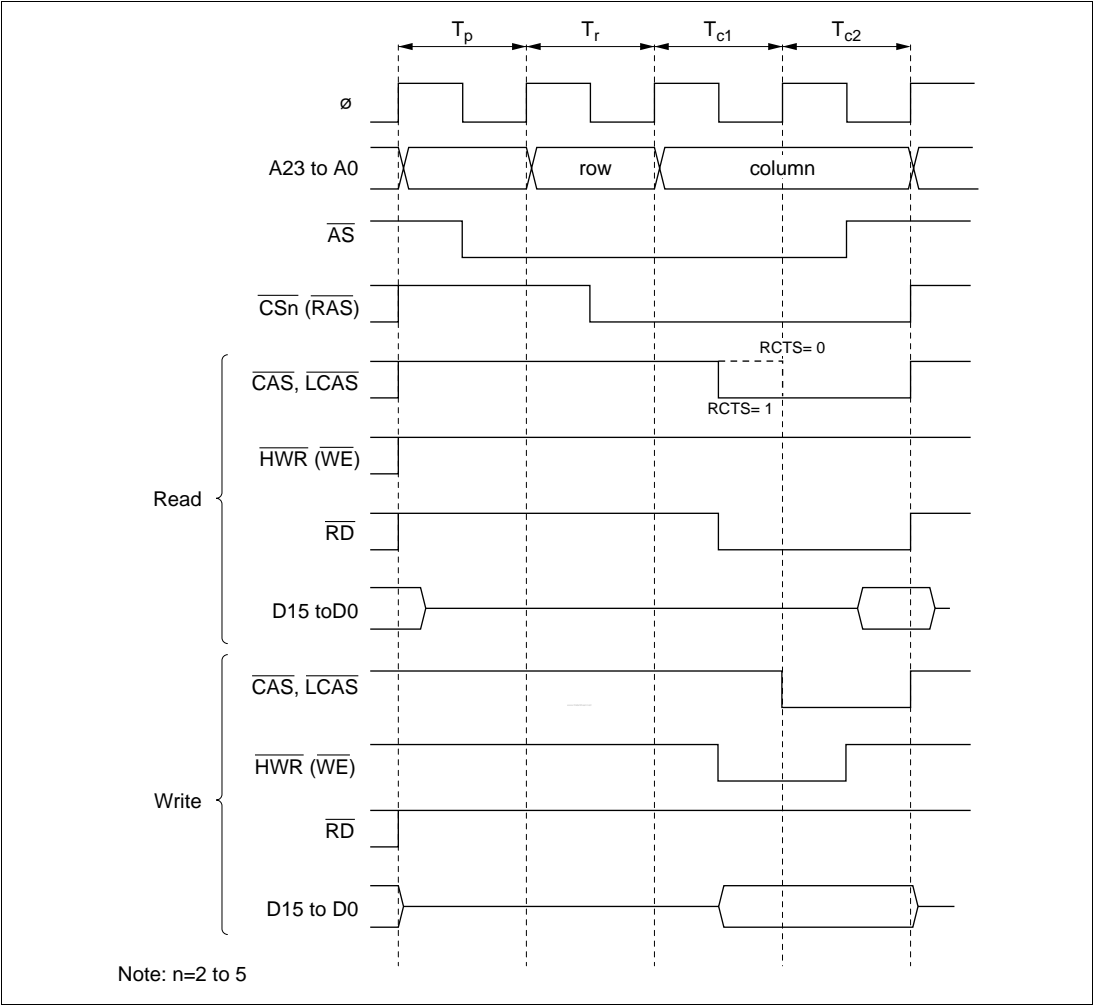 Tp Tr Tc1 Tc2
ø
A23 to A0 row column
AS
CSn (RAS)
RCTS= 0
CAS, LCAS
RCTS= 1
HWR (WE)
Read
RD
D15 toD0
CAS, LCAS
HWR (WE)
Write
RD
D15 to D0
Note: n=2 to 5